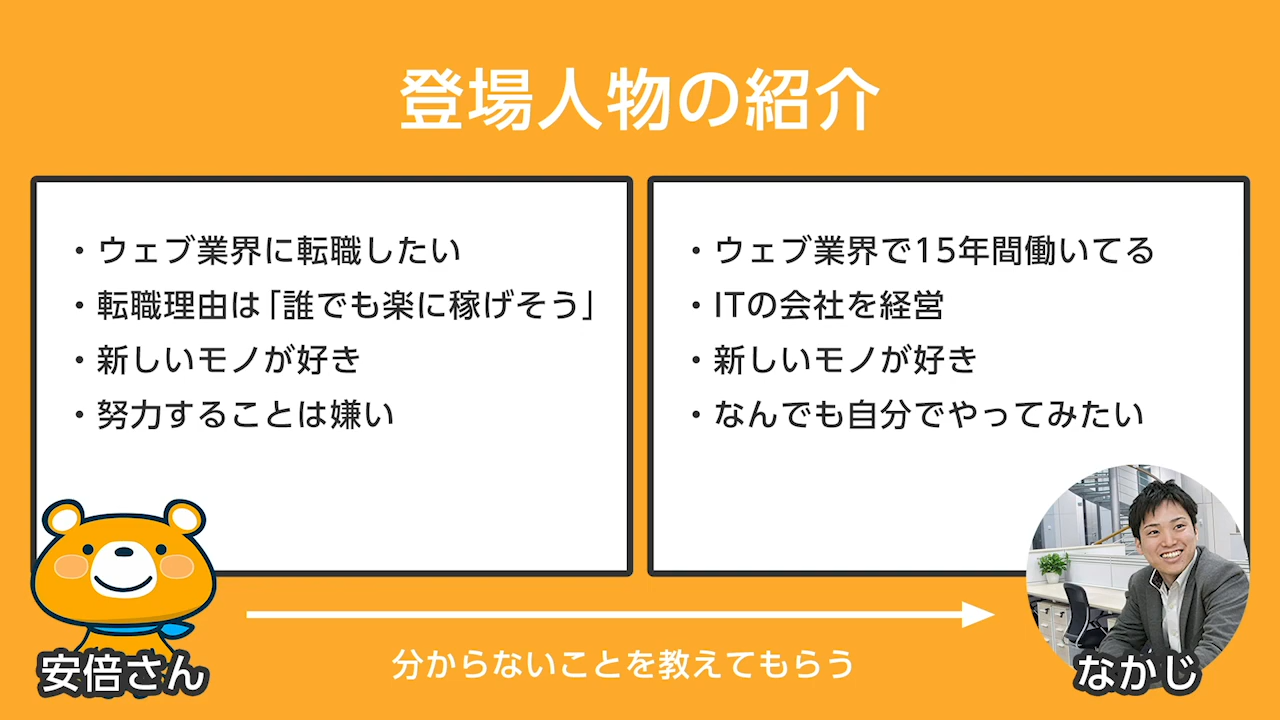 登場人物の紹介
・ウェブ業界に転職したい
・転職理由は「誰でも楽に稼げそう」
・新しいモノが好き
・努力することは嫌い
・ウェブ業界で15年間働いてる
・ITの会社を経営
・新しいモノが好き
・なんでも自分でやってみたい
安倍さん
分からないことを教えてもらう
なかじ